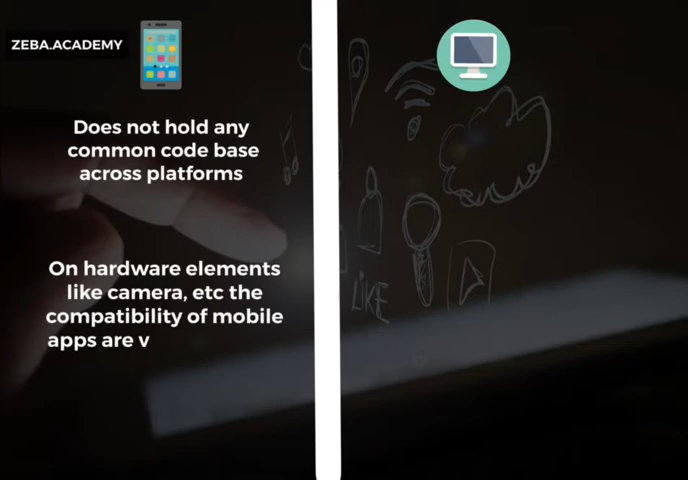 ZEBA.ACADEMY
Does not hold any
common code base
across platforms
On hardware elements
like camera, etc the
compatibility of mobile
apps are v
LIKE